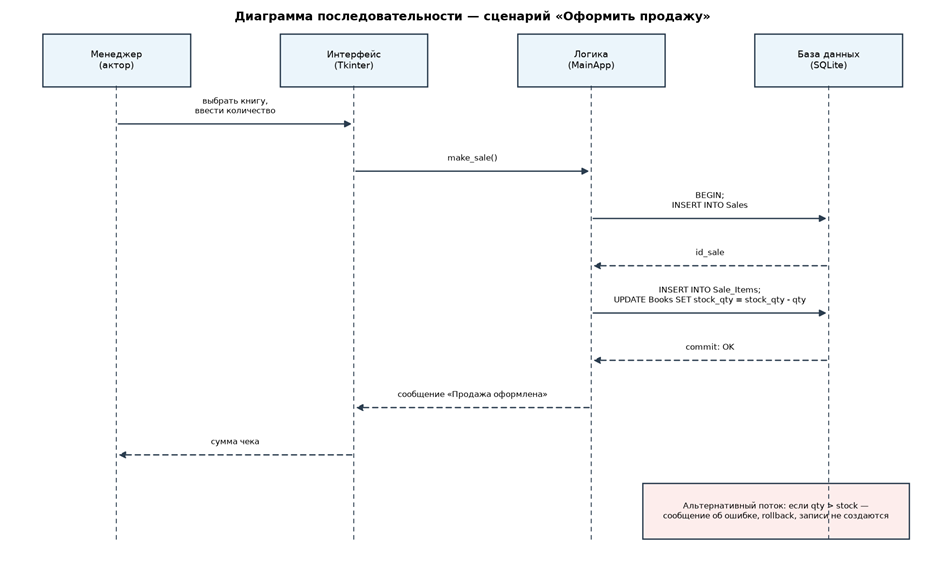 Диаграмма последовательности — сценарий «Оформить продажу»
Менеджер
(актор)
Интерфейс
(Tkinter)
Логика
(MainApp)
База данных
(SQLite)
выбрать книгу,
ввести количество
make_sale()
BEGIN;
INSERT INTO Sales
id_sale
INSERT INTO Sale_Items;
UPDATE Books SET stock_qty = stock_qty - qty
commit: OK
сообщение «Продажа оформлена»
сумма чека
Альтернативный поток: если qty > stock —
сообщение об ошибке, rollback, записи не создаются